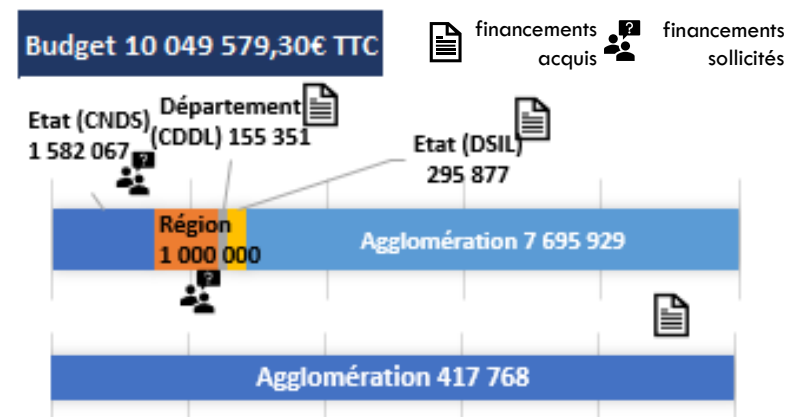 Budget 10 049 579,30€ TTC
financements
acquis
financements
sollicités
Etat (CNDS)
1 582 067
Département
(CDDL) 155 351
Etat (DSIL)
295 877
Région
1 000 000
Agglomération 7 695 929
Agglomération 417 768